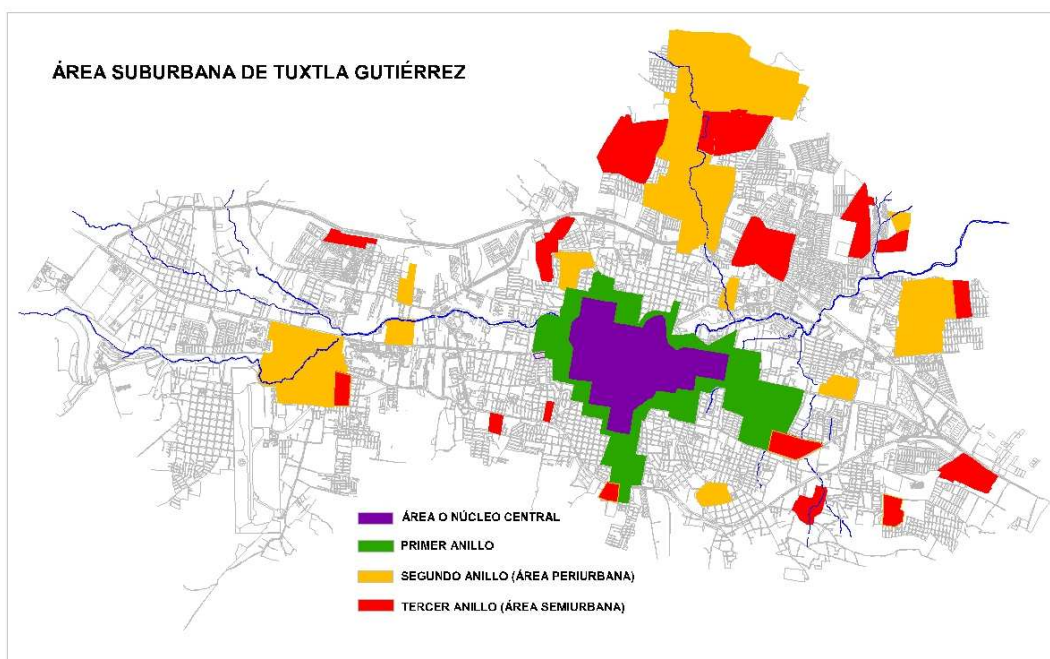 ÁREA SUBURBANA DE TUXTLA GUTIÉRREZ
ÁREA O NÚCLEO CENTRAL
PRIMER ANILLO
SEGUNDO ANILLO (ÁREA PERIURBANA)
TERCER ANILLO (ÁREA SEMIURBANA)